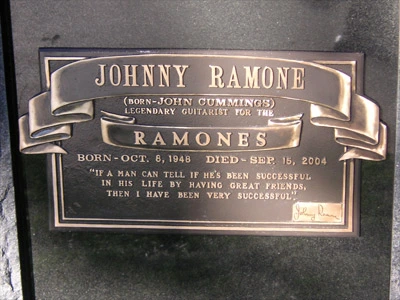 JOHNNY RAMONE
(BORN-JOHN CUMMINGS)
LEGENDARY GUITARIST FOR THE
RAMONES
BORN-OCT. 8, 1948 DIED-SEP. 15, 2004
"IF A MAN CAN TELL IF HE'S BEEN SUCCESSFUL
IN HIS LIFE BY HAVING GREAT FRIENDS,
THEN I HAVE BEEN VERY SUCCESSFUL"
Johnny Ramone